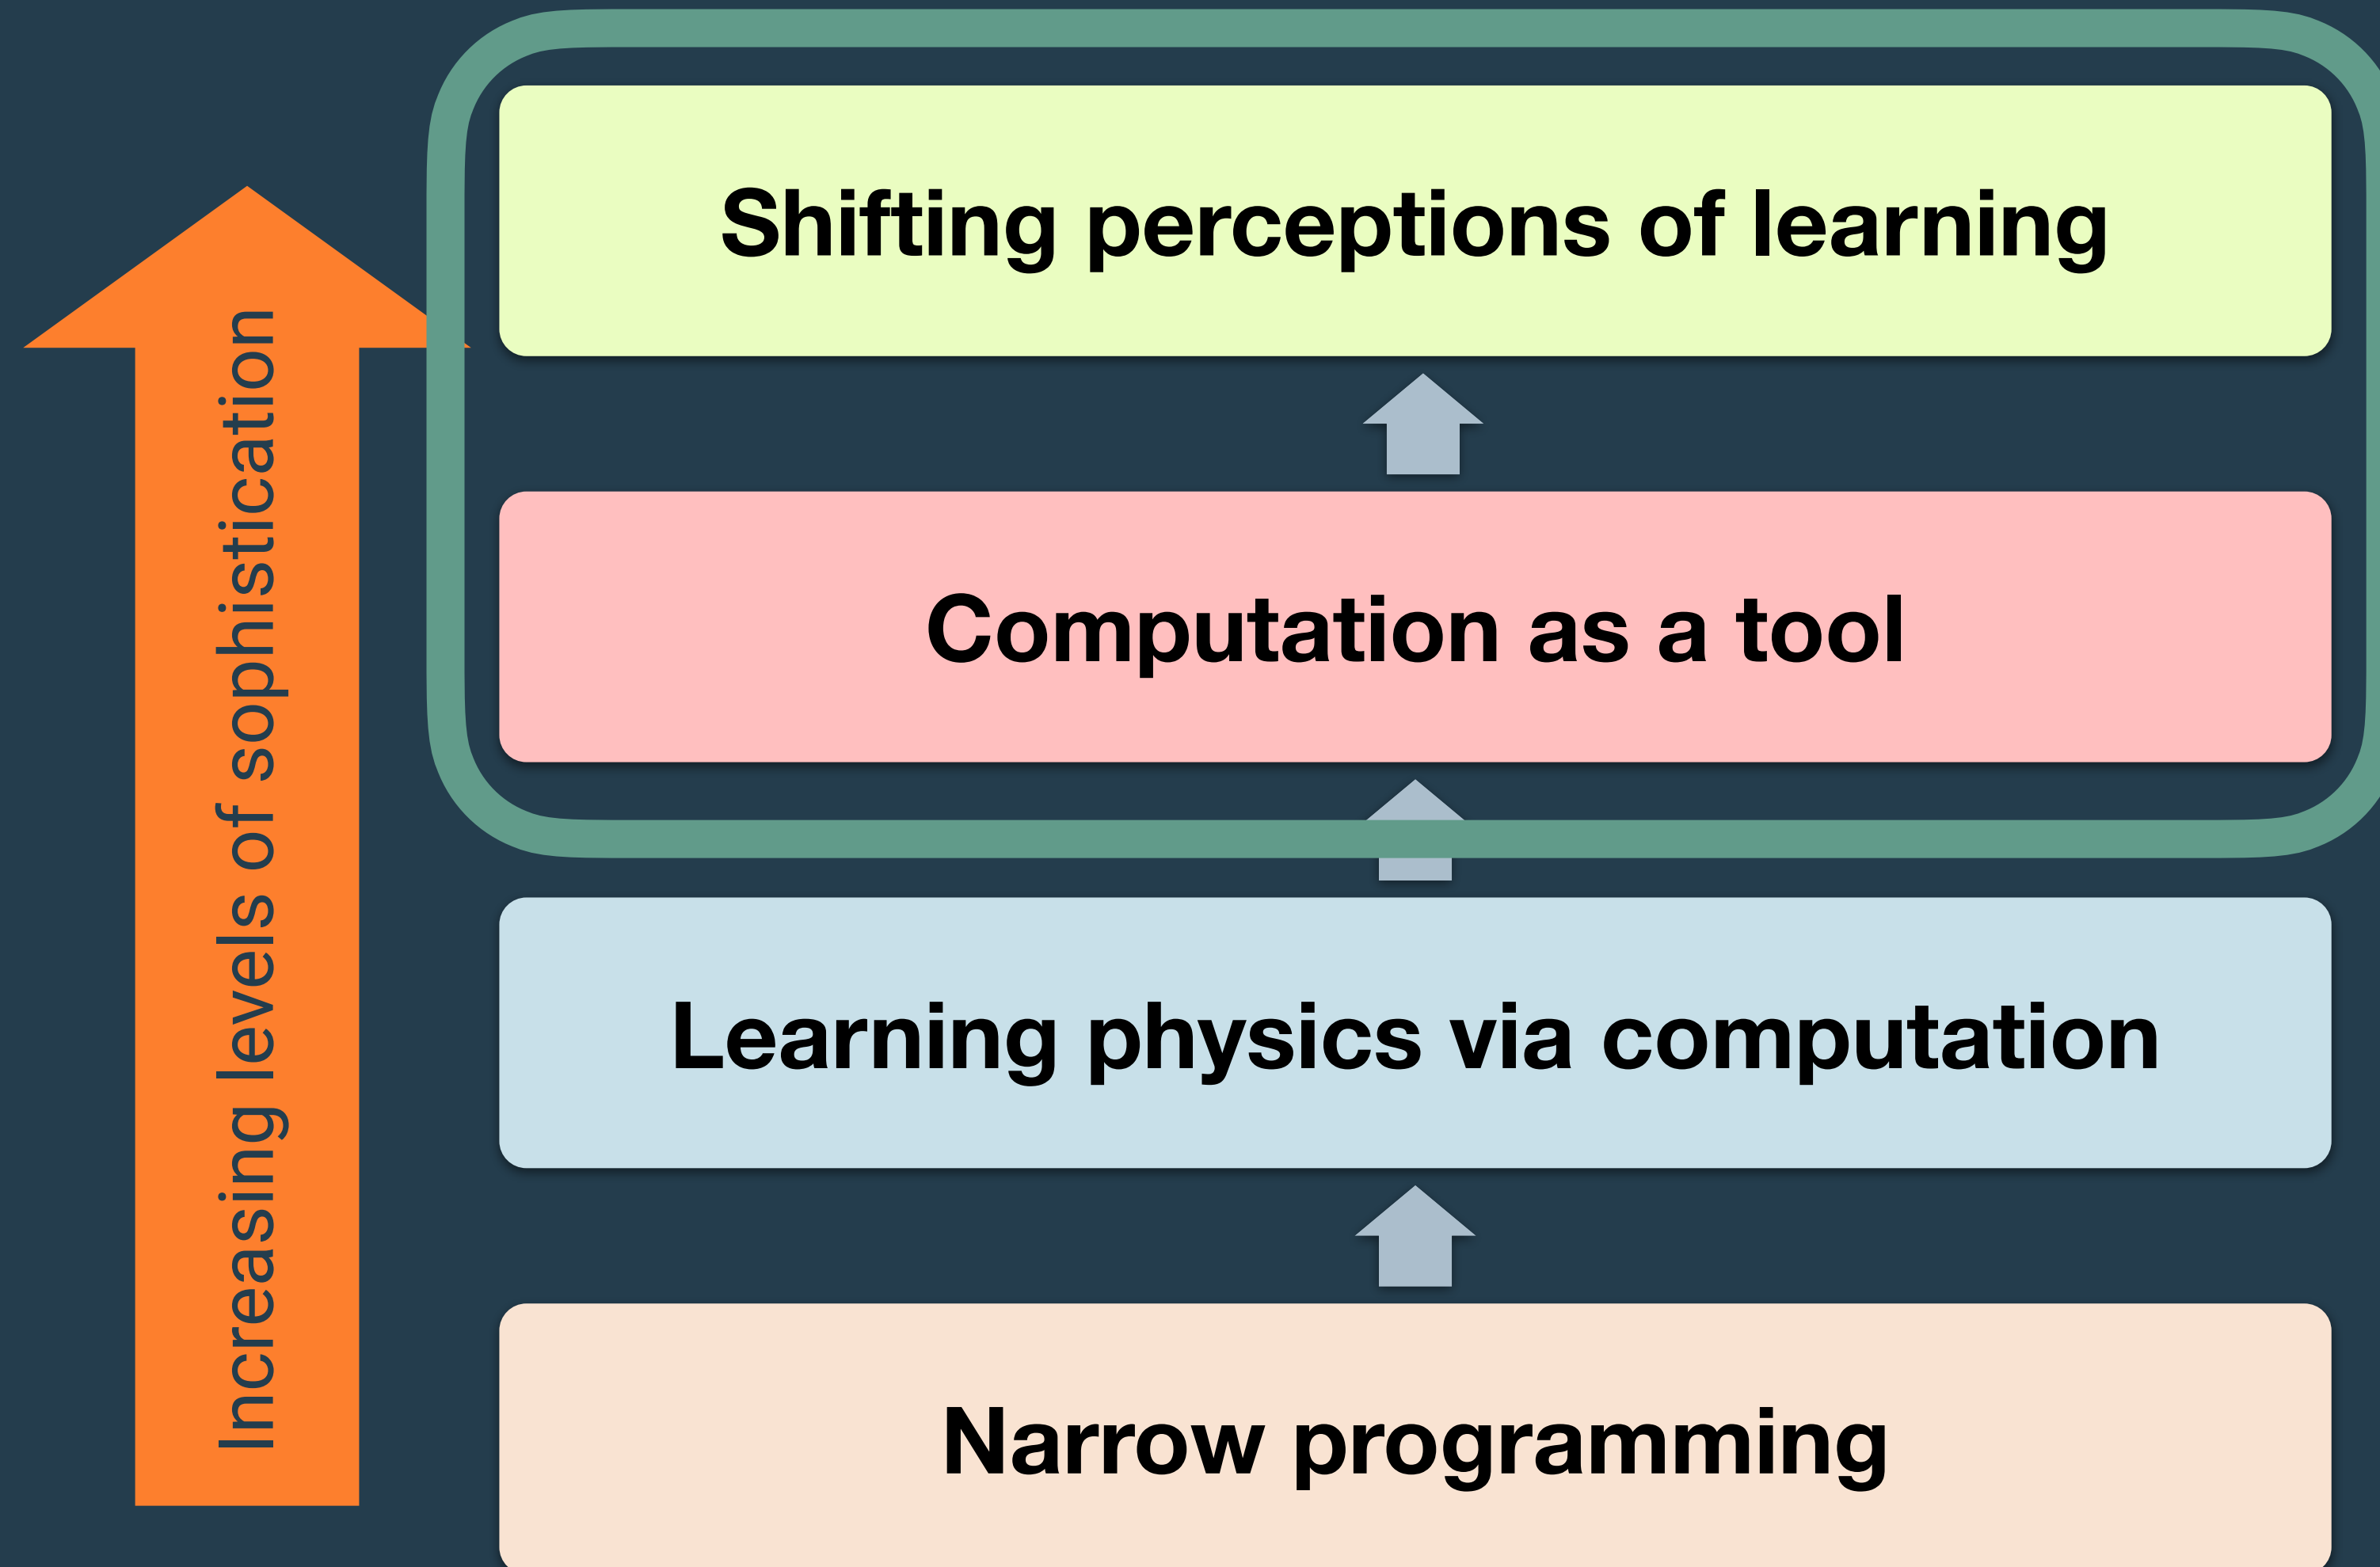 Increasing levels of sophistication
Shifting perceptions of learning
Computation as a tool
Learning physics via computation
Narrow programming